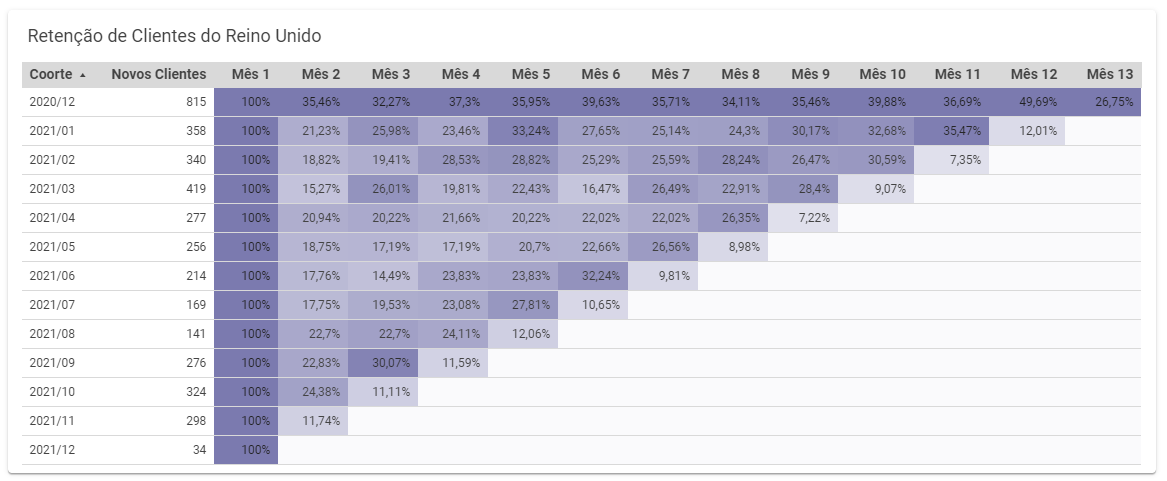 Retenção de Clientes do Reino Unido
Coorte ▲ Novos Clientes Mês 1 Mês 2 Mês 3 Mês 4 Mês 5 Mês 6 Mês 7 Mês 8 Mês 9 Mês 10 Mês 11 Mês 12 Mês 13
2020/12 815 100% 35,46% 32,27% 37,3% 35,95% 39,63% 35,71% 34,11% 35,46% 39,88% 36,69% 49,69% 26,75%
2021/01 358 100% 21,23% 25,98% 23,46% 33,24% 27,65% 25,14% 24,3% 30,17% 32,68% 35,47% 12,01%
2021/02 340 100% 18,82% 19,41% 28,53% 28,82% 25,29% 25,59% 28,24% 26,47% 30,59% 7,35%
2021/03 419 100% 15,27% 26,01% 19,81% 22,43% 16,47% 26,49% 22,91% 28,4% 9,07%
2021/04 277 100% 20,94% 20,22% 21,66% 20,22% 22,02% 22,02% 26,35% 7,22%
2021/05 256 100% 18,75% 17,19% 17,19% 20,7% 22,66% 26,56% 8,98%
2021/06 214 100% 17,76% 14,49% 23,83% 23,83% 32,24% 9,81%
2021/07 169 100% 17,75% 19,53% 23,08% 27,81% 10,65%
2021/08 141 100% 22,7% 22,7% 24,11% 12,06%
2021/09 276 100% 22,83% 30,07% 11,59%
2021/10 324 100% 24,38% 11,11%
2021/11 298 100% 11,74%
2021/12 34 100%